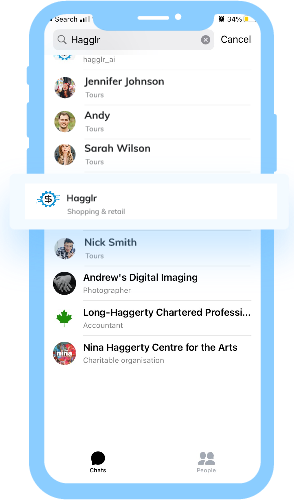 Search
34%
Hagglr
Cancel
hagglr_ai
Jennifer Johnson
Tours
Andy
Tours
Sarah Wilson
Tours
Hagglr
Shopping & retail
Nick Smith
Tours
Andrew's Digital Imaging
Photographer
Long-Haggerty Chartered Professi...
Accountant
Nina Haggerty Centre for the Arts
Charitable organisation
nina
Chats
People